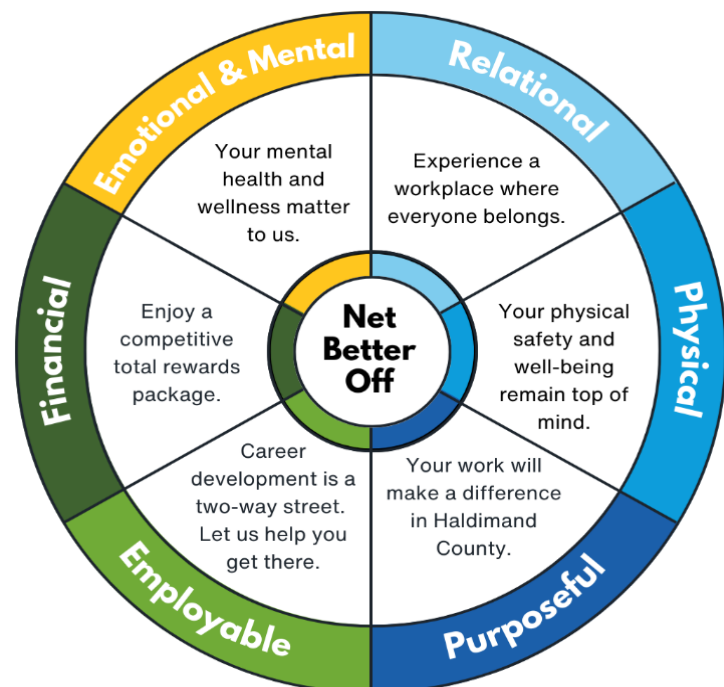 Emotional & Mental
Your mental
health and
wellness matter
to us.
Relational
Experience a
workplace where
everyone belongs.
Physical
Your physical
safety and
well-being
remain top of
mind.
Purposeful
Your work will
make a difference
in Haldimand
County.
Employable
Career
development is a
two-way street.
Let us help you
get there.
Financial
Enjoy a
competitive
total rewards
package.
Net
Better
Off